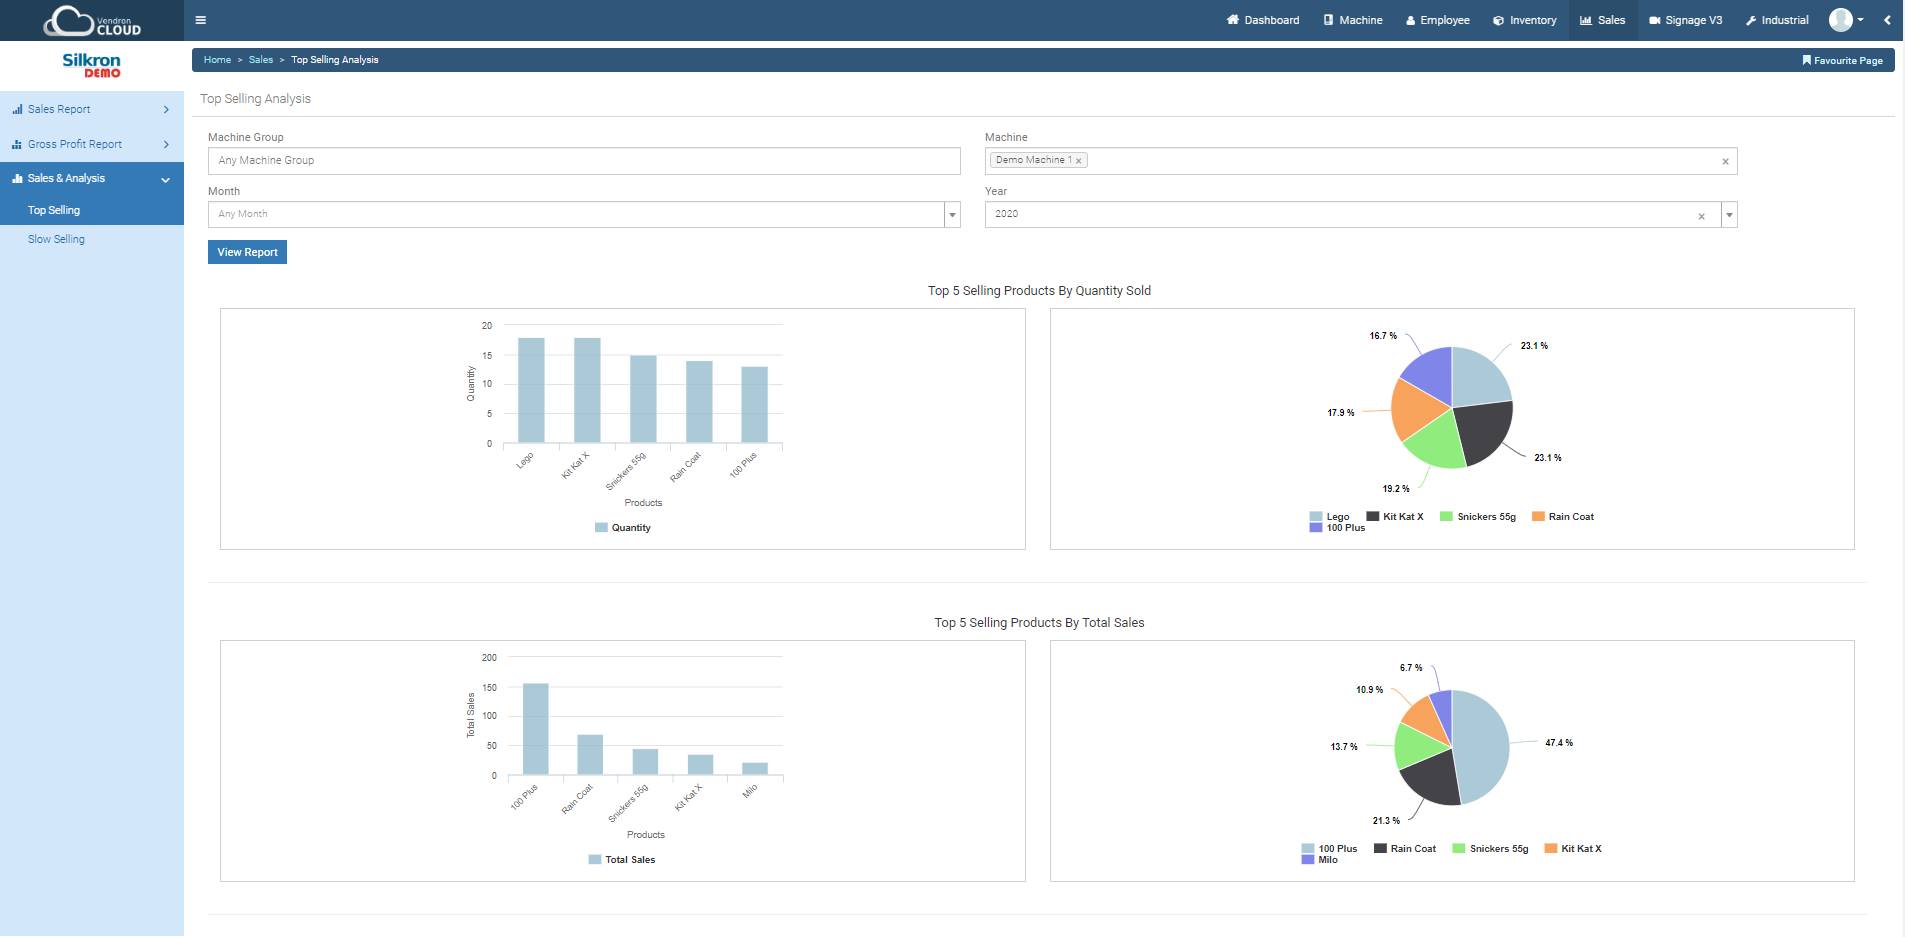 Vendron CLOUD
Dashboard Machine Employee Inventory Sales Signage V3 Industrial
Silkron DEMO
Home > Sales > Top Selling Analysis
Favourite Page
Sales Report
Gross Profit Report
Sales & Analysis
Top Selling
Slow Selling
Top Selling Analysis
Machine Group
Any Machine Group
Machine
Demo Machine 1 ×
×
Month
Any Month
Year
2020
×
View Report
Top 5 Selling Products By Quantity Sold
20
15
10
5
0
Quantity
Lego
Kit Kat X
Snickers 55g
Rain Coat
100 Plus
Products
Quantity
16.7 %
23.1 %
17.9 %
23.1 %
19.2 %
Lego Kit Kat X Snickers 55g Rain Coat
100 Plus
Top 5 Selling Products By Total Sales
200
150
100
50
0
Total Sales
100 Plus
Rain Coat
Snickers 55g
Kit Kat X
Milo
Products
Total Sales
6.7 %
10.9 %
13.7 %
47.4 %
21.3 %
100 Plus Rain Coat Snickers 55g Kit Kat X
Milo